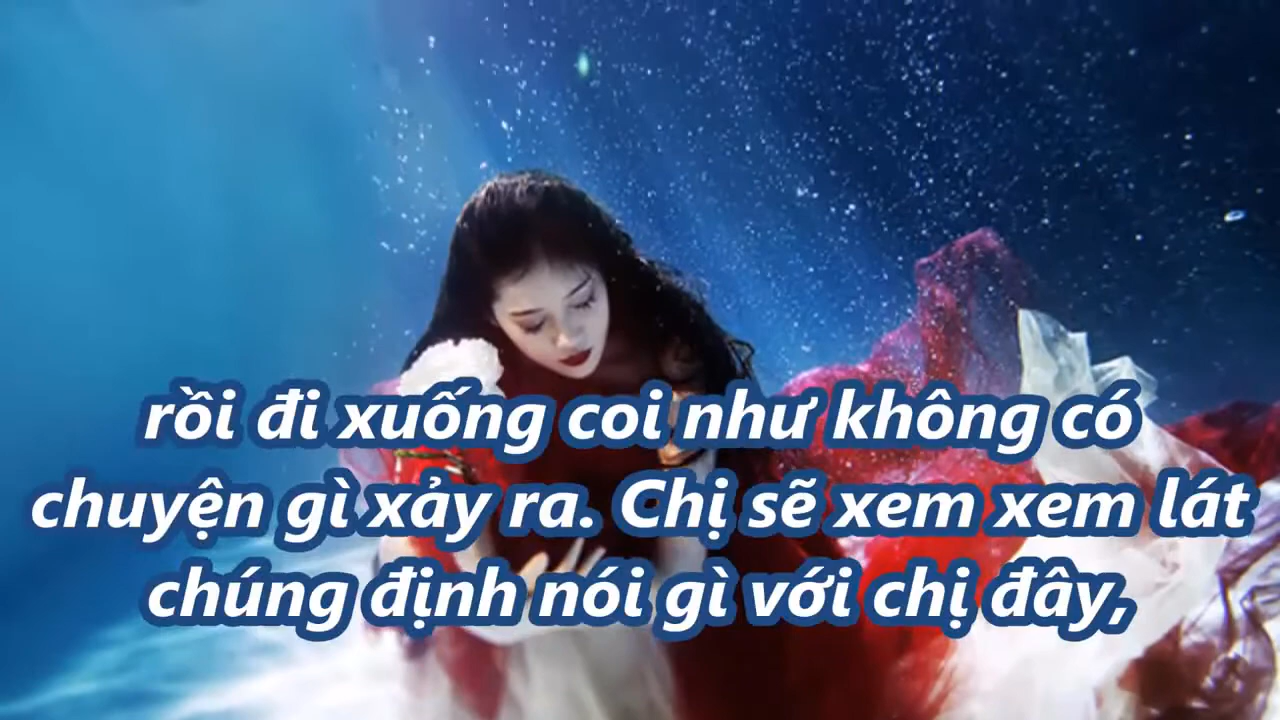 rồi đi xuống coi như không có
chuyện gì xảy ra. Chị sẽ xem xem lát
chúng định nói gì với chị đây,